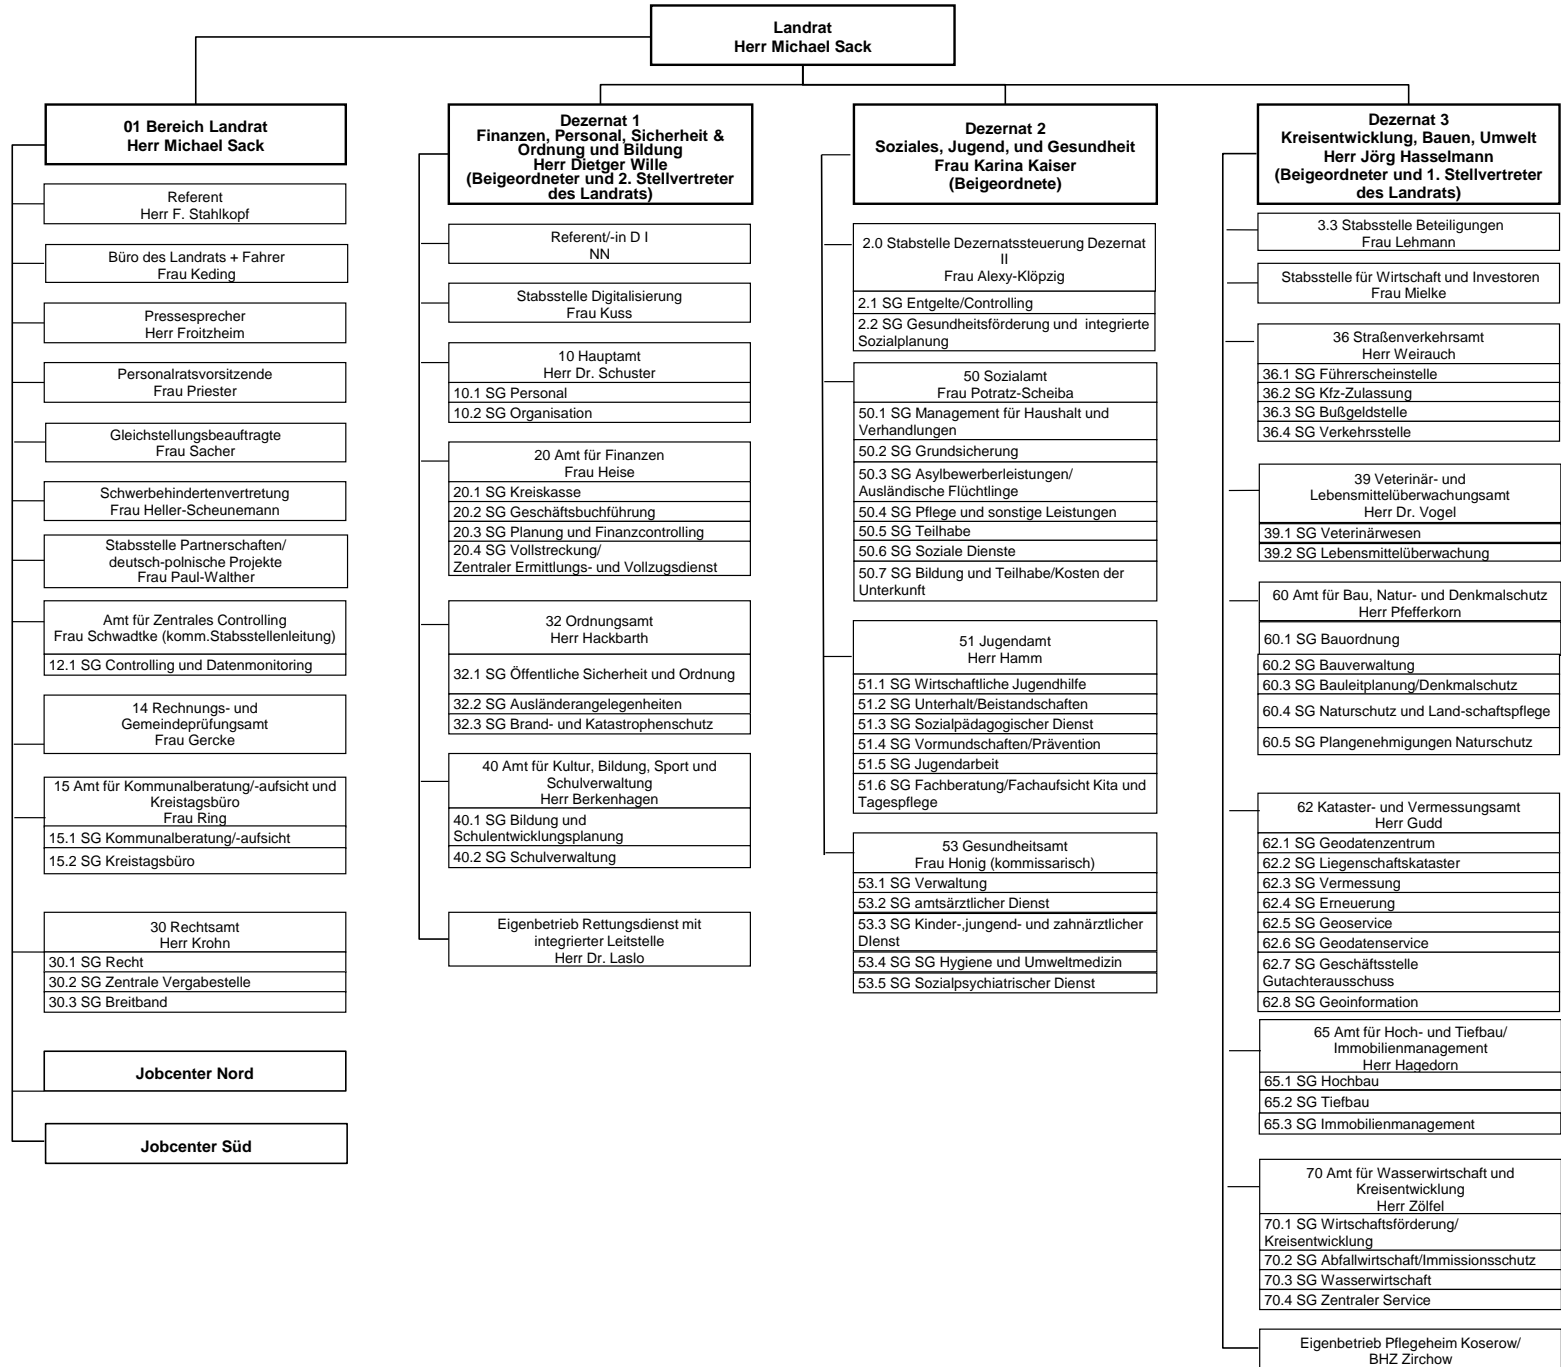 Landrat
Herr Michael Sack
01 Bereich Landrat
Herr Michael Sack
Referent
Herr F. Stahlkopf
Büro des Landrats + Fahrer
Frau Keding
Pressesprecher
Herr Froitzheim
Personalratsvorsitzende
Frau Priester
Gleichstellungsbeauftragte
Frau Sacher
Schwerbehindertenvertretung
Frau Heller-Scheunemann
Stabsstelle Partnerschaften/
deutsch-polnische Projekte
Frau Paul-Walther
Amt für Zentrales Controlling
Frau Schwadtke (komm.Stabsstellenleitung)
12.1 SG Controlling und Datenmonitoring
14 Rechnungs- und
Gemeindeprüfungsamt
Frau Gercke
15 Amt für Kommunalberatung/-aufsicht und
Kreistagsbüro
Frau Ring
15.1 SG Kommunalberatung/-aufsicht
15.2 SG Kreistagsbüro
30 Rechtsamt
Herr Krohn
30.1 SG Recht
30.2 SG Zentrale Vergabestelle
30.3 SG Breitband
Jobcenter Nord
Jobcenter Süd
Dezernat 1
Finanzen, Personal, Sicherheit &
Ordnung und Bildung
Herr Dietger Wille
(Beigeordneter und 2. Stellvertreter
des Landrats)
Referent/-in D I
NN
Stabsstelle Digitalisierung
Frau Kuss
10 Hauptamt
Herr Dr. Schuster
10.1 SG Personal
10.2 SG Organisation
20 Amt für Finanzen
Frau Heise
20.1 SG Kreiskasse
20.2 SG Geschäftsbuchführung
20.3 SG Planung und Finanzcontrolling
20.4 SG Vollstreckung/
Zentraler Ermittlungs- und Vollzugsdienst
32 Ordnungsamt
Herr Hackbarth
32.1 SG Öffentliche Sicherheit und Ordnung
32.2 SG Ausländerangelegenheiten
32.3 SG Brand- und Katastrophenschutz
40 Amt für Kultur, Bildung, Sport und
Schulverwaltung
Herr Berkenhagen
40.1 SG Bildung und
Schulentwicklungsplanung
40.2 SG Schulverwaltung
Eigenbetrieb Rettungsdienst mit
integrierter Leitstelle
Herr Dr. Laslo
Dezernat 2
Soziales, Jugend, und Gesundheit
Frau Karina Kaiser
(Beigeordnete)
2.0 Stabstelle Dezernatssteuerung Dezernat
II
Frau Alexy-Klöpzig
2.1 SG Entgelte/Controlling
2.2 SG Gesundheitsförderung und integrierte
Sozialplanung
50 Sozialamt
Frau Potratz-Scheiba
50.1 SG Management für Haushalt und
Verhandlungen
50.2 SG Grundsicherung
50.3 SG Asylbewerberleistungen/
Ausländische Flüchtlinge
50.4 SG Pflege und sonstige Leistungen
50.5 SG Teilhabe
50.6 SG Soziale Dienste
50.7 SG Bildung und Teilhabe/Kosten der
Unterkunft
51 Jugendamt
Herr Hamm
51.1 SG Wirtschaftliche Jugendhilfe
51.2 SG Unterhalt/Beistandschaften
51.3 SG Sozialpädagogischer Dienst
51.4 SG Vormundschaften/Prävention
51.5 SG Jugendarbeit
51.6 SG Fachberatung/Fachaufsicht Kita und
Tagespflege
53 Gesundheitsamt
Frau Honig (kommissarisch)
53.1 SG Verwaltung
53.2 SG amtsärztlicher Dienst
53.3 SG Kinder-,jungend- und zahnärztlicher
DIenst
53.4 SG SG Hygiene und Umweltmedizin
53.5 SG Sozialpsychiatrischer Dienst
Dezernat 3
Kreisentwicklung, Bauen, Umwelt
Herr Jörg Hasselmann
(Beigeordneter und 1. Stellvertreter
des Landrats)
3.3 Stabsstelle Beteiligungen
Frau Lehmann
Stabsstelle für Wirtschaft und Investoren
Frau Mielke
36 Straßenverkehrsamt
Herr Weirauch
36.1 SG Führerscheinstelle
36.2 SG Kfz-Zulassung
36.3 SG Bußgeldstelle
36.4 SG Verkehrsstelle
39 Veterinär- und
Lebensmittelüberwachungsamt
Herr Dr. Vogel
39.1 SG Veterinärwesen
39.2 SG Lebensmittelüberwachung
60 Amt für Bau, Natur- und Denkmalschutz
Herr Pfefferkorn
60.1 SG Bauordnung
60.2 SG Bauverwaltung
60.3 SG Bauleitplanung/Denkmalschutz
60.4 SG Naturschutz und Land-schaftspflege
60.5 SG Plangenehmigungen Naturschutz
62 Kataster- und Vermessungsamt
Herr Gudd
62.1 SG Geodatenzentrum
62.2 SG Liegenschaftskataster
62.3 SG Vermessung
62.4 SG Erneuerung
62.5 SG Geoservice
62.6 SG Geodatenservice
62.7 SG Geschäftsstelle
Gutachterausschuss
62.8 SG Geoinformation
65 Amt für Hoch- und Tiefbau/
Immobilienmanagement
Herr Hagedorn
65.1 SG Hochbau
65.2 SG Tiefbau
65.3 SG Immobilienmanagement
70 Amt für Wasserwirtschaft und
Kreisentwicklung
Herr Zölfel
70.1 SG Wirtschaftsförderung/
Kreisentwicklung
70.2 SG Abfallwirtschaft/Immissionsschutz
70.3 SG Wasserwirtschaft
70.4 SG Zentraler Service
Eigenbetrieb Pflegeheim Koserow/
BHZ Zirchow